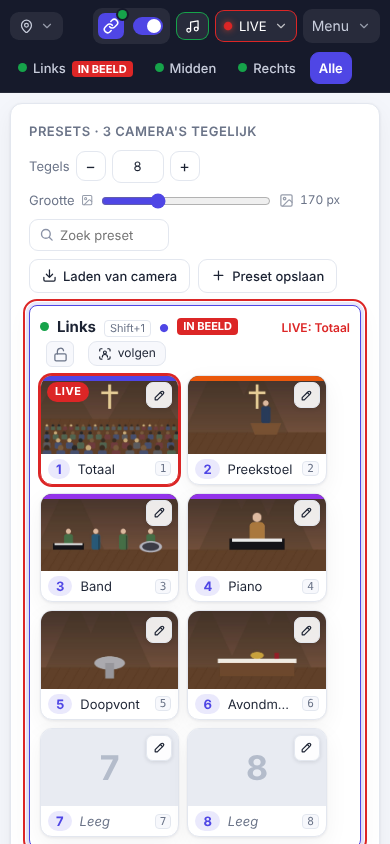 LIVE Menu
Links IN BEELD Midden Rechts Alle
PRESETS · 3 CAMERA'S TEGELIJK
Tegels − 8 +
Grootte 170 px
Zoek preset
Laden van camera + Preset opslaan
Links Shift+1 IN BEELD LIVE: Totaal
volgen
LIVE
1 Totaal 1
2 Preekstoel 2
3 Band 3
4 Piano 4
5 Doopvont 5
6 Avondm... 6
7
8
7 Leeg 7
8 Leeg 8